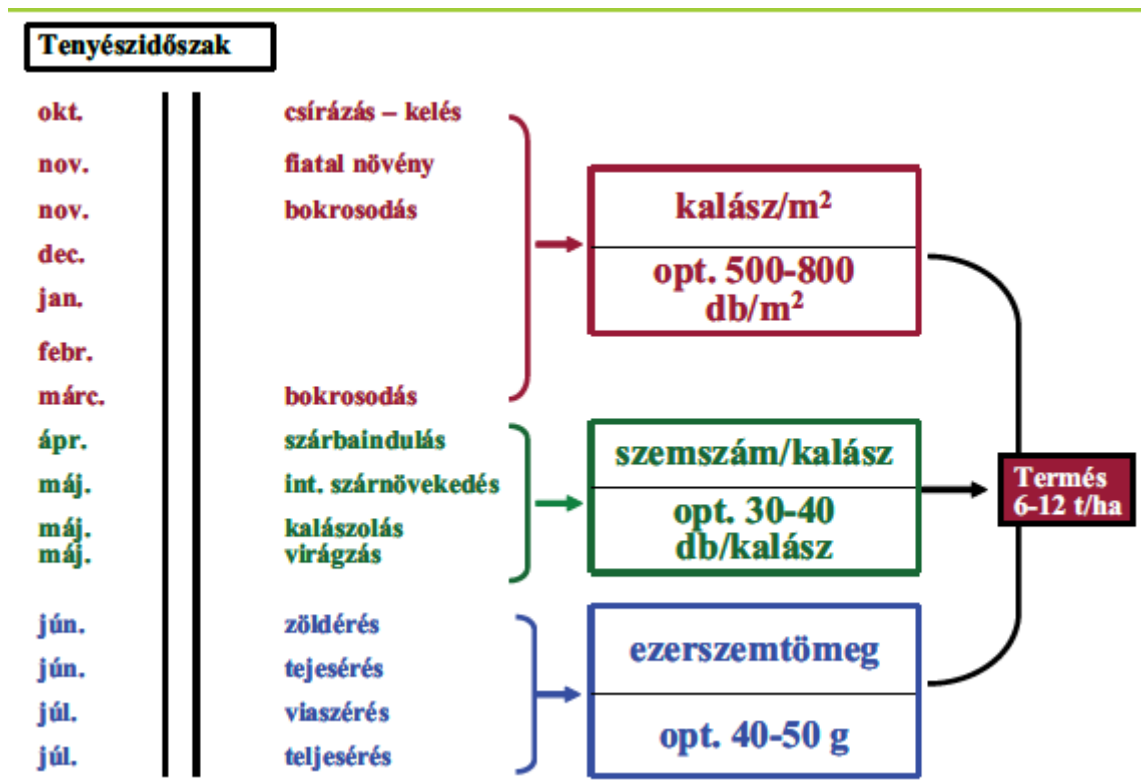 Tenyészidőszak
okt. csírázás – kelés
nov. fiatal növény
nov. bokrosodás
dec.
jan.
febr.
márc. bokrosodás
kalász/m²
opt. 500-800
db/m²
ápr. szárbaindulás
máj. int. szárnövekedés
máj. kalászolás
máj. virágzás
szemszám/kalász
opt. 30-40
db/kalász
jún. zöldérés
jún. tejesérés
júl. viaszérés
júl. teljesérés
ezerszemtömeg
opt. 40-50 g
Termés
6-12 t/ha